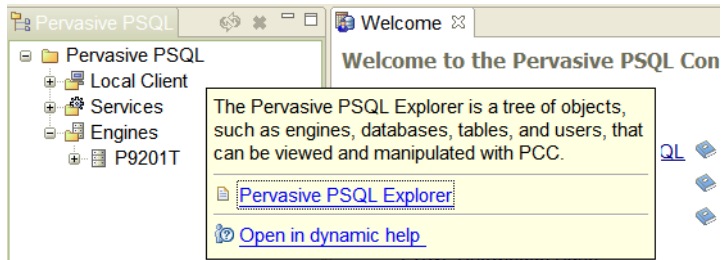 Pervasive PSQL
Welcome
Pervasive PSQL
Local Client
Services
Engines
P9201T
Welcome to the Pervasive PSQL Con
The Pervasive PSQL Explorer is a tree of objects,
such as engines, databases, tables, and users, that
can be viewed and manipulated with PCC.
Pervasive PSQL Explorer
Open in dynamic help
QL